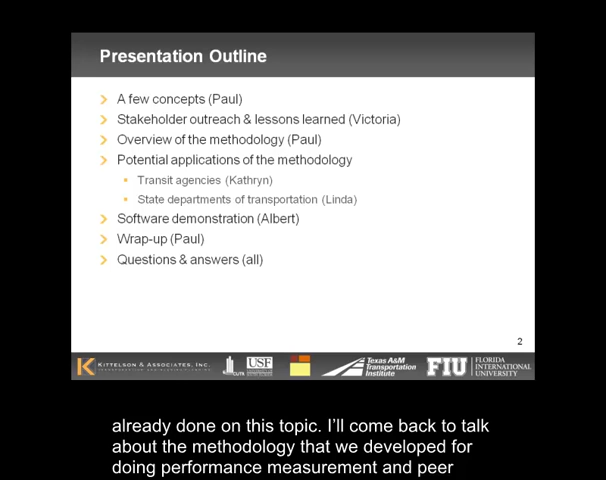 Presentation Outline
A few concepts (Paul)
Stakeholder outreach & lessons learned (Victoria)
Overview of the methodology (Paul)
Potential applications of the methodology
Transit agencies (Kathryn)
State departments of transportation (Linda)
Software demonstration (Albert)
Wrap-up (Paul)
Questions & answers (all)
2
KITTELSON & ASSOCIATES, INC.
CUTR
USF
Texas A&M
Transportation
Institute
FIU
FLORIDA
INTERNATIONAL
UNIVERSITY
already done on this topic. I'll come back to talk
about the methodology that we developed for
doing performance measurement and peer